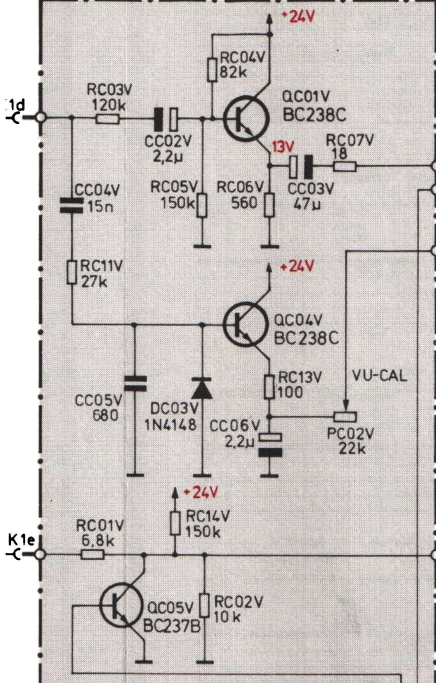 +24V
RC04V
82k
RC03V
120k
QC01V
BC238C
1d
CC02V
2,2µ
13V
RC07V
18
CC04V
15n
RC05V
150k
RC06V
560
CC03V
47µ
RC11V
27k
+24V
QC04V
BC238C
RC13V
100
VU-CAL
CC05V
680
DC03V
1N4148
CC06V
2,2µ
PC02V
22k
+24V
RC01V
6,8k
RC14V
150k
K1e
QC05V
BC237B
RC02V
10k